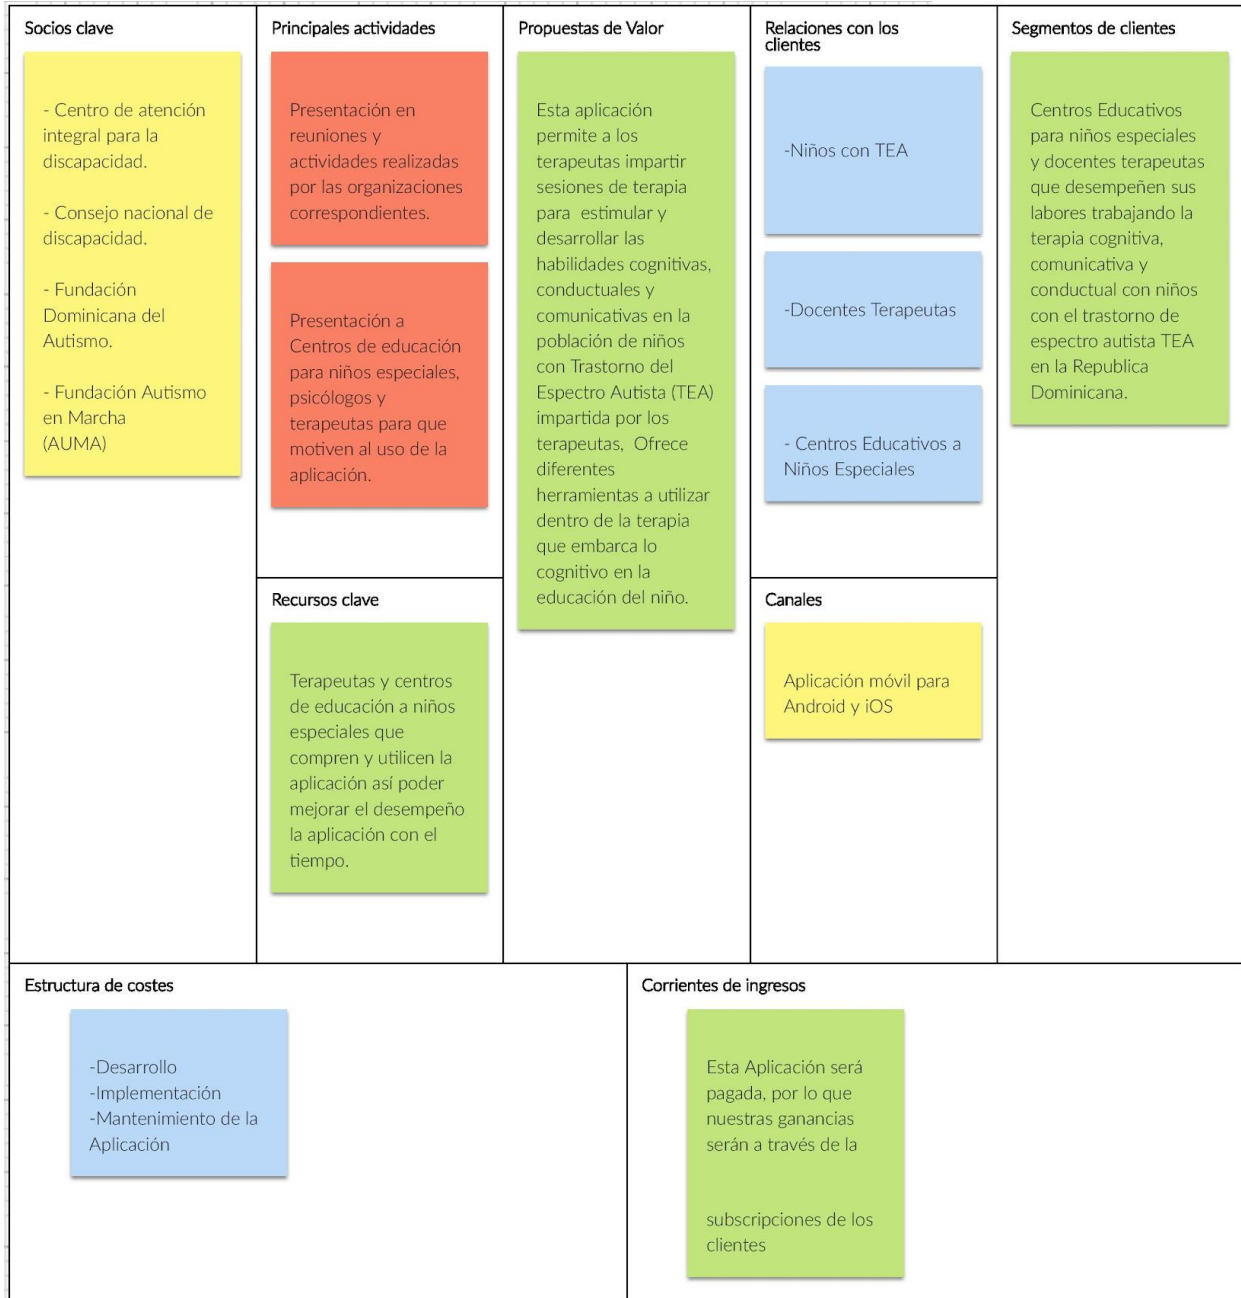 Socios clave
- Centro de atención
integral para la
discapacidad.
- Consejo nacional de
discapacidad.
- Fundación
Dominicana del
Autismo.
- Fundación Autismo
en Marcha
(AUMA)
Principales actividades
Presentación en
reuniones y
actividades realizadas
por las organizaciones
correspondientes.
Presentación a
Centros de educación
para niños especiales,
psicólogos y
terapeutas para que
motiven al uso de la
aplicación.
Recursos clave
Terapeutas y centros
de educación a niños
especiales que
compren y utilicen la
aplicación así poder
mejorar el desempeño
la aplicación con el
tiempo.
Propuestas de Valor
Esta aplicación
permite a los
terapeutas impartir
sesiones de terapia
para estimular y
desarrollar las
habilidades cognitivas,
conductuales y
comunicativas en la
población de niños
con Trastorno del
Espectro Autista (TEA)
impartida por los
terapeutas, Ofrece
diferentes
herramientas a utilizar
dentro de la terapia
que embarca lo
cognitivo en la
educación del niño.
Relaciones con los
clientes
-Niños con TEA
-Docentes Terapeutas
- Centros Educativos a
Niños Especiales
Canales
Aplicación móvil para
Android y iOS
Segmentos de clientes
Centros Educativos
para niños especiales
y docentes terapeutas
que desempeñen sus
labores trabajando la
terapia cognitiva,
comunicativa y
conductual con niños
con el trastorno de
espectro autista TEA
en la Republica
Dominicana.
Estructura de costes
-Desarrollo
-Implementación
-Mantenimiento de la
Aplicación
Corrientes de ingresos
Esta Aplicación será
pagada, por lo que
nuestras ganancias
serán a través de la
subscripciones de los
clientes